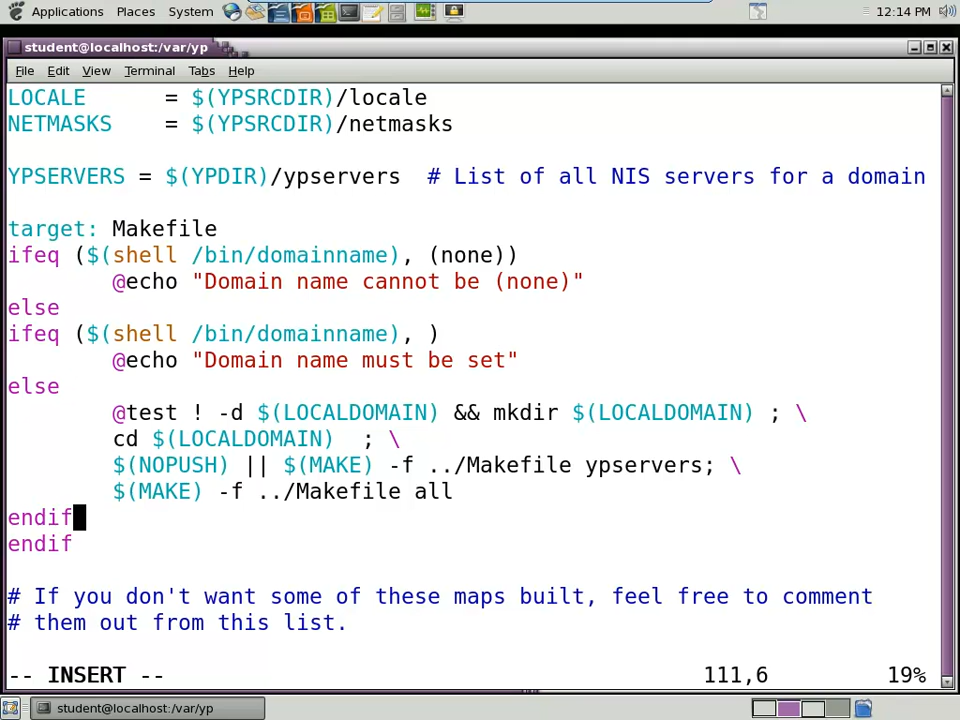 Applications Places System 12:14 PM
student@localhost:/var/yp
File Edit View Terminal Tabs Help
LOCALE      = $(YPSRCDIR)/locale
NETMASKS    = $(YPSRCDIR)/netmasks
YPSERVERS = $(YPDIR)/ypservers  # List of all NIS servers for a domain
target: Makefile
ifeq ($(shell /bin/domainname), (none))
        @echo "Domain name cannot be (none)"
else
ifeq ($(shell /bin/domainname), )
        @echo "Domain name must be set"
else
        @test ! -d $(LOCALDOMAIN) && mkdir $(LOCALDOMAIN) ; \
        cd $(LOCALDOMAIN)  ; \
        $(NOPUSH) || $(MAKE) -f ../Makefile ypservers; \
        $(MAKE) -f ../Makefile all
endif
endif
# If you don't want some of these maps built, feel free to comment
# them out from this list.
-- INSERT -- 111,6 19%
student@localhost:/var/yp